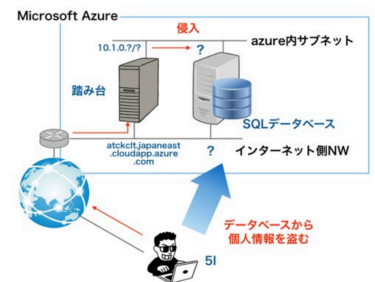 Microsoft Azure
侵入
10.1.0.?/?
?
azure内サブネット
踏み台
SQLデータベース
atckclt.japaneast
.cloudapp.azure
.com
?
インターネット側NW
データベースから
個人情報を盗む
5I